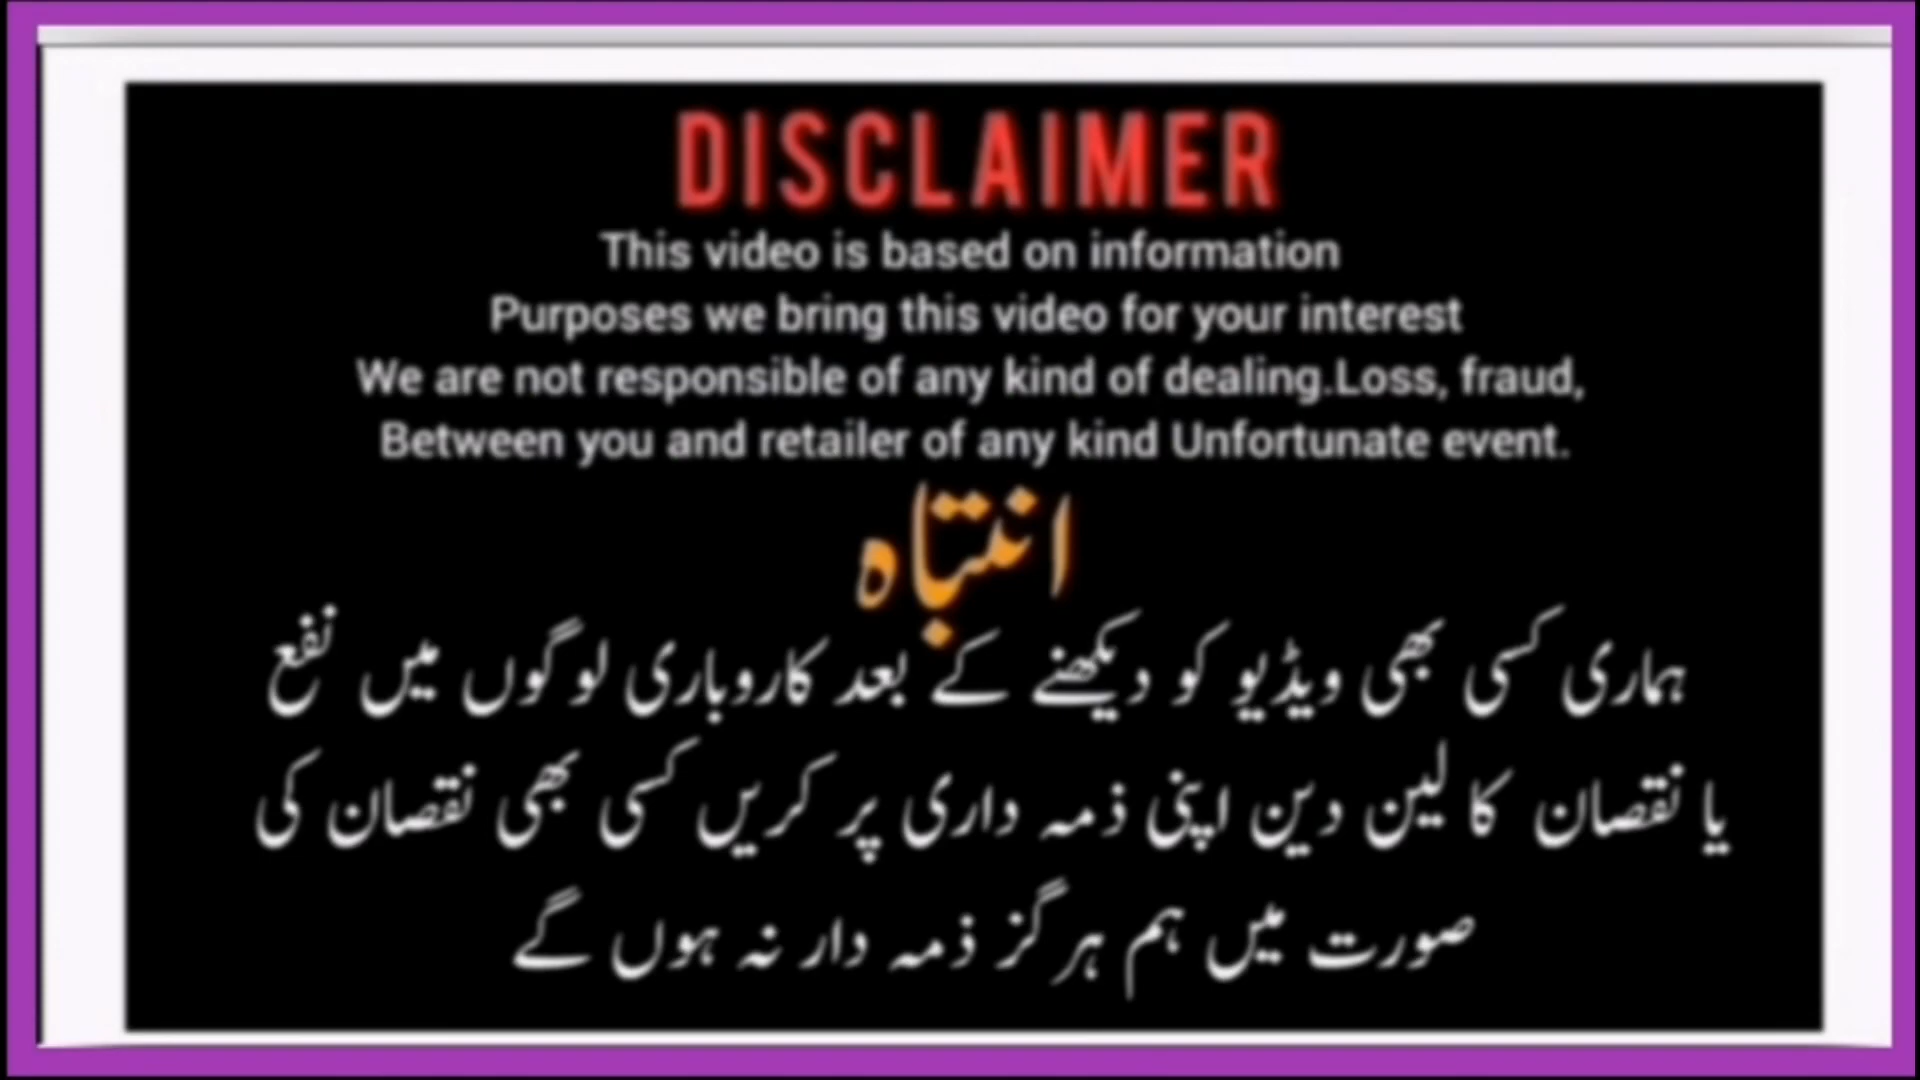 DISCLAIMER
This video is based on information
Purposes we bring this video for your interest
We are not responsible of any kind of dealing.Loss, fraud,
Between you and retailer of any kind Unfortunate event.
انتباہ
ہماری کسی بھی ویڈیو کو دیکھنے کے بعد کاروباری لوگوں میں نفع
یا نقصان کا لین دین اپنی ذمہ داری پر کریں کسی بھی نقصان کی
صورت میں ہم ہرگز ذمہ دار نہ ہوں گے